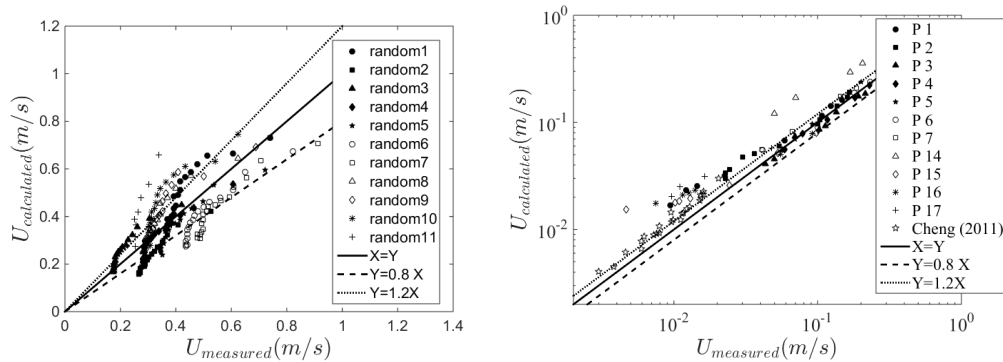 1.2
1
0.8
0.6
0.4
0.2
0
U_calculated(m/s)
0 0.2 0.4 0.6 0.8 1 1.2 1.4
U_measured(m/s)
random1
random2
random3
random4
random5
random6
random7
random8
random9
random10
random11
X=Y
Y=0.8 X
Y=1.2X
10^0
10^-1
10^-2
U_calculated(m/s)
10^-2 10^-1 10^0
U_measured(m/s)
P 1
P 2
P 3
P 4
P 5
P 6
P 7
P 14
P 15
P 16
P 17
Cheng (2011)
X=Y
Y=0.8 X
Y=1.2X